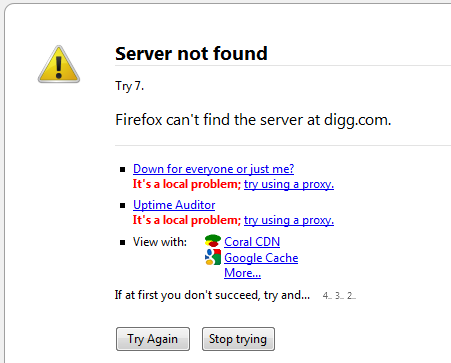 Server not found
Try 7.
Firefox can't find the server at digg.com.
Down for everyone or just me?
It's a local problem; try using a proxy.
Uptime Auditor
It's a local problem; try using a proxy.
View with: Coral CDN
Google Cache
More...
If at first you don't succeed, try and... 4.. 3.. 2..
Try Again Stop trying